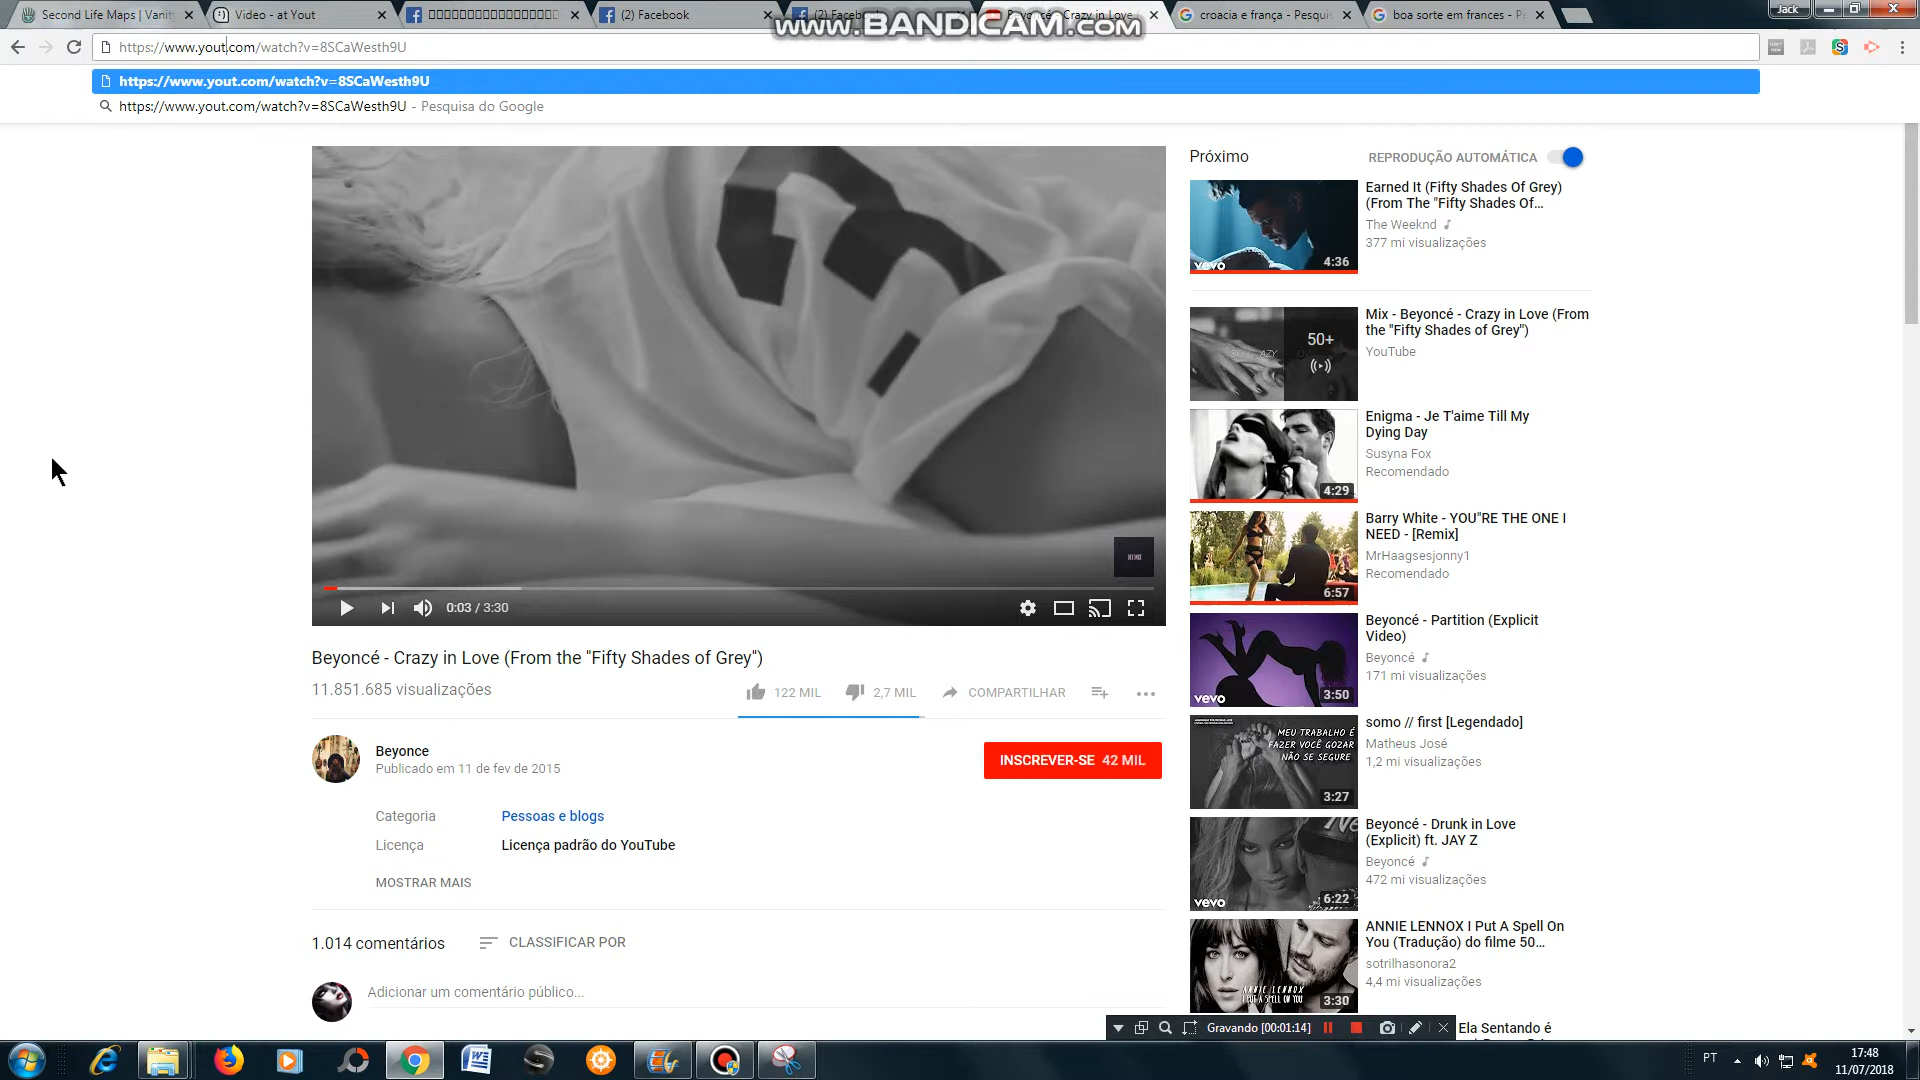 Second Life Maps | Vanit
Video - at Yout
(2) Facebook
croacia e frança - Pesquis
boa sorte em frances - Pe
Jack
www.BANDICAM.com
https://www.yout.com/watch?v=8SCaWesth9U
https://www.yout.com/watch?v=8SCaWesth9U
https://www.yout.com/watch?v=8SCaWesth9U - Pesquisa do Google
0:03 / 3:30
Beyoncé - Crazy in Love (From the "Fifty Shades of Grey")
11.851.685 visualizações
122 MIL
2,7 MIL
COMPARTILHAR
Beyonce
Publicado em 11 de fev de 2015
INSCREVER-SE 42 MIL
Categoria
Pessoas e blogs
Licença
Licença padrão do YouTube
MOSTRAR MAIS
1.014 comentários
CLASSIFICAR POR
Adicionar um comentário público...
Próximo
REPRODUÇÃO AUTOMÁTICA
vevo
4:36
Earned It (Fifty Shades Of Grey)
(From The "Fifty Shades Of...
The Weeknd
377 mi visualizações
50+
Mix - Beyoncé - Crazy in Love (From
the "Fifty Shades of Grey")
YouTube
4:29
Enigma - Je T'aime Till My
Dying Day
Susyna Fox
Recomendado
6:57
Barry White - YOU"RE THE ONE I
NEED - [Remix]
MrHaagsesjonny1
Recomendado
vevo
3:50
Beyoncé - Partition (Explicit
Video)
Beyoncé
171 mi visualizações
MEU TRABALHO É
FAZER VOCÊ GOZAR
NÃO SE SEGURE
3:27
somo // first [Legendado]
Matheus José
1,2 mi visualizações
vevo
6:22
Beyoncé - Drunk in Love
(Explicit) ft. JAY Z
Beyoncé
472 mi visualizações
ANNIE LENNOX
I PUT A SPELL ON YOU
3:30
ANNIE LENNOX I Put A Spell On
You (Tradução) do filme 50...
sotrilhasonora2
4,4 mi visualizações
Gravando [00:01:14]
Ela Sentando é
PT
17:48
11/07/2018